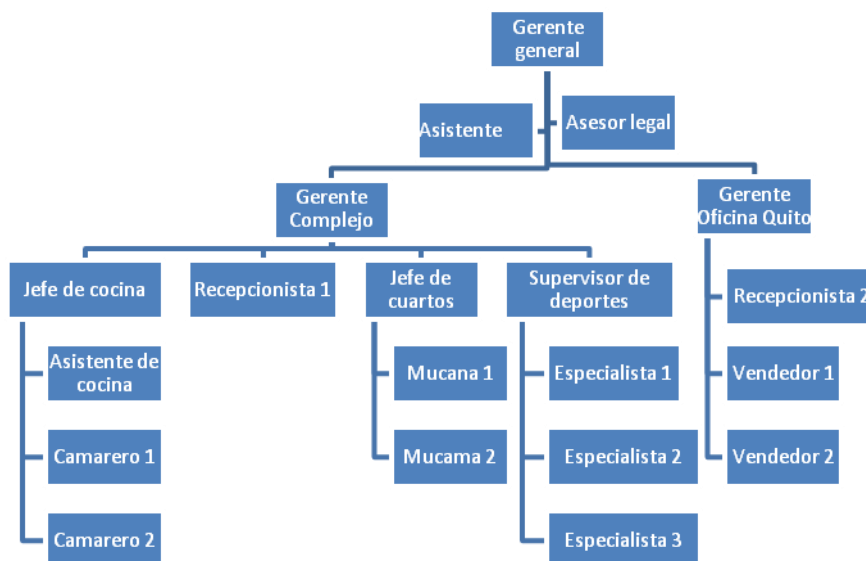 Gerente
general
Asistente
Asesor legal
Gerente
Complejo
Gerente
Oficina Quito
Jefe de cocina
Recepcionista 1
Jefe de
cuartos
Supervisor de
deportes
Recepcionista 2
Asistente de
cocina
Mucana 1
Especialista 1
Vendedor 1
Camarero 1
Mucama 2
Especialista 2
Vendedor 2
Camarero 2
Especialista 3